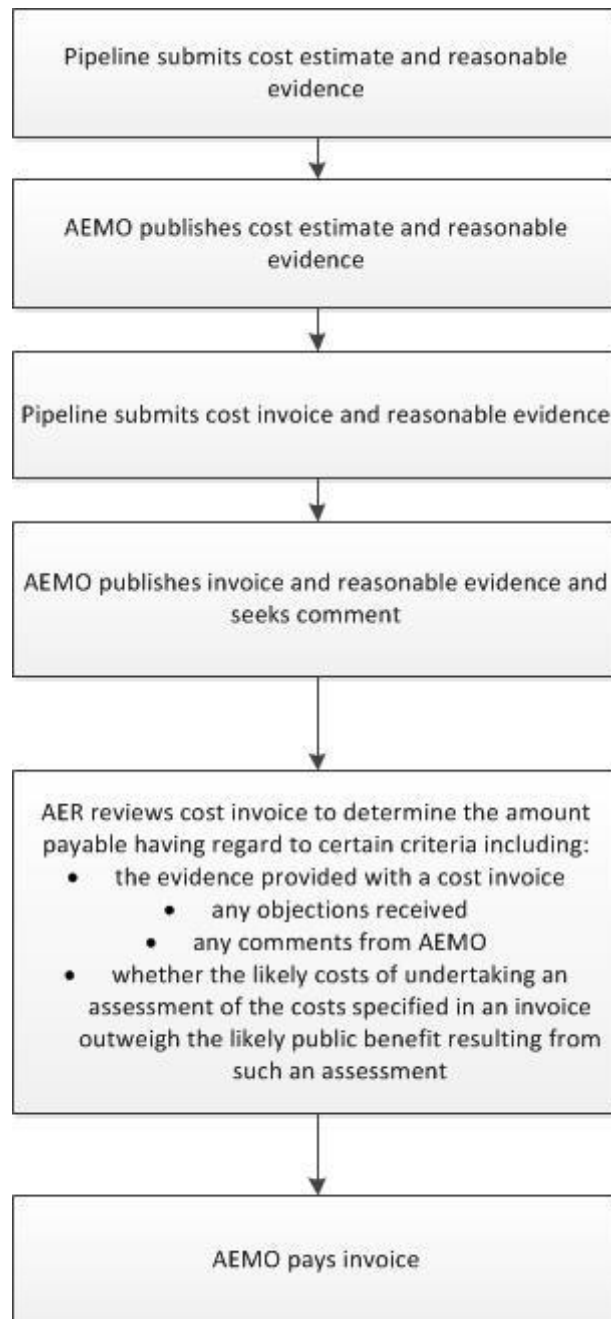 Pipeline submits cost estimate and reasonable
evidence
AEMO publishes cost estimate and reasonable
evidence
Pipeline submits cost invoice and reasonable evidence
AEMO publishes invoice and reasonable evidence and
seeks comment
AER reviews cost invoice to determine the amount
payable having regard to certain criteria including:
• the evidence provided with a cost invoice
• any objections received
• any comments from AEMO
• whether the likely costs of undertaking an
assessment of the costs specified in an invoice
outweigh the likely public benefit resulting from
such an assessment
AEMO pays invoice